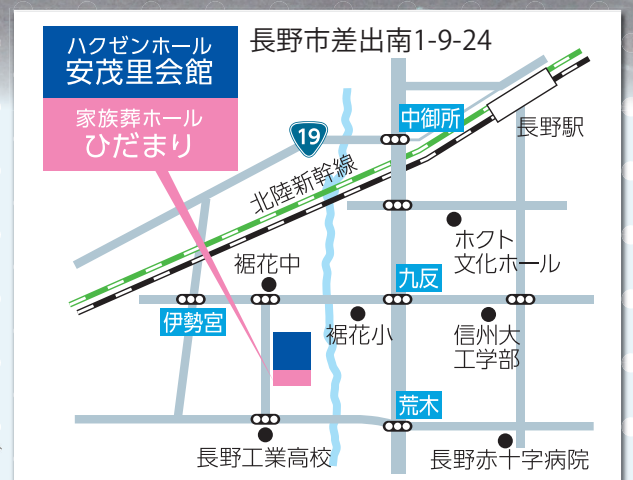 ハクゼンホール
安茂里会館
長野市差出南1-9-24
家族葬ホール
ひだまり
中御所
長野駅
19
北陸新幹線
ホクト
文化ホール
裾花中
九反
伊勢宮
裾花小
信州大
工学部
荒木
長野工業高校
長野赤十字病院